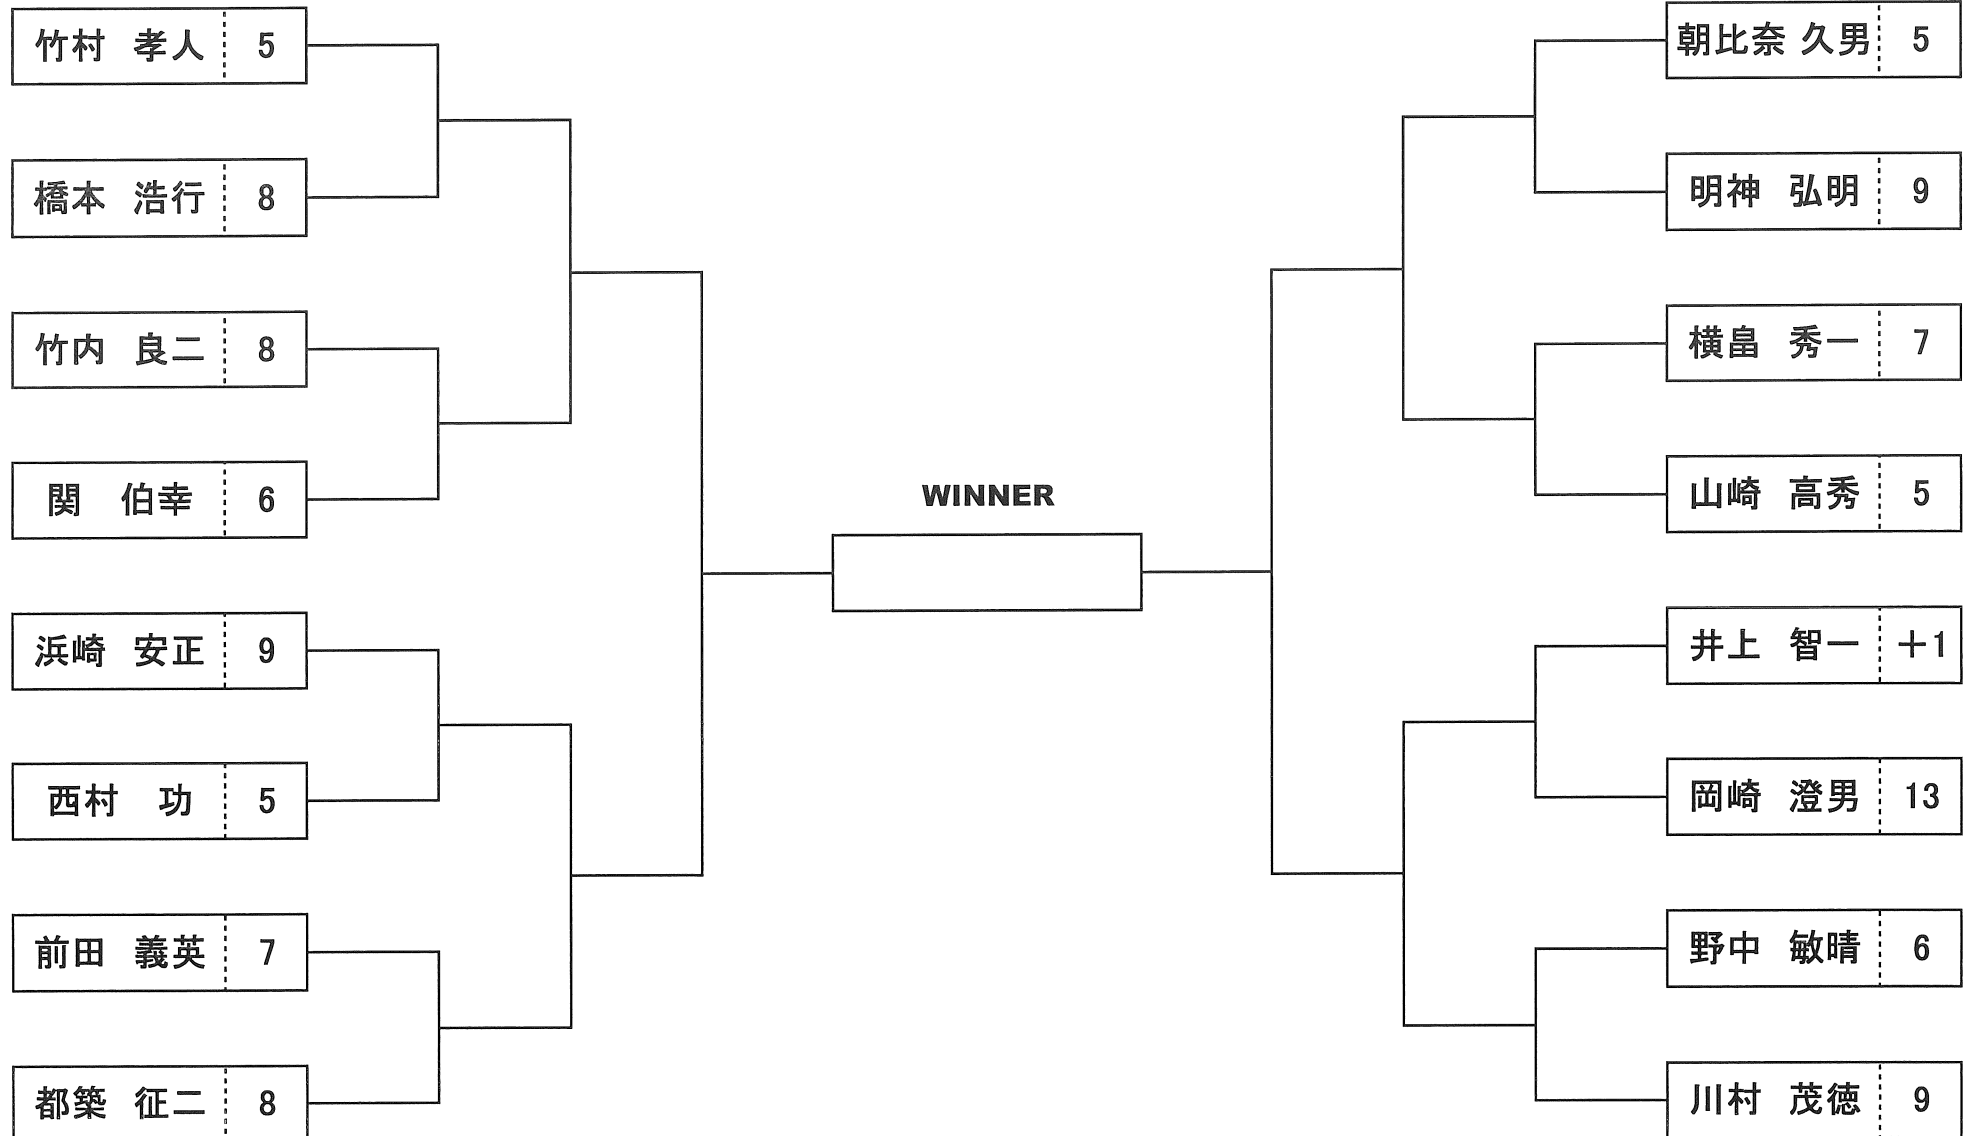 竹村 孝人 5
橋本 浩行 8
竹内 良二 8
関 伯幸 6
浜崎 安正 9
西村 功 5
前田 義英 7
都築 征二 8
WINNER
朝比奈 久男 5
明神 弘明 9
横畠 秀一 7
山崎 高秀 5
井上 智一 +1
岡崎 澄男 13
野中 敏晴 6
川村 茂徳 9